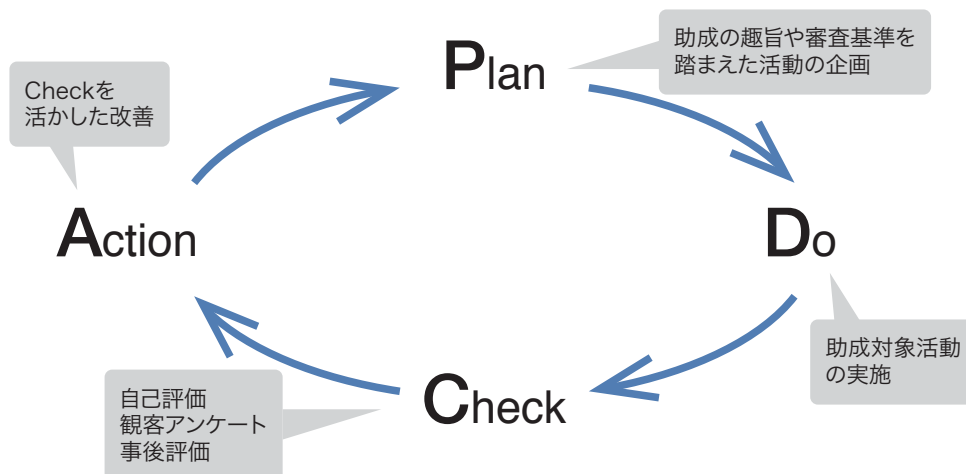 Plan
助成の趣旨や審査基準を
踏まえた活動の企画
Do
助成対象活動
の実施
Check
自己評価
観客アンケート
事後評価
Action
Checkを
活かした改善